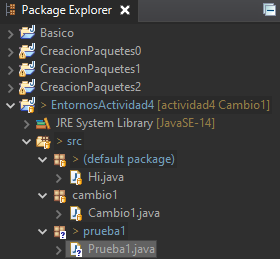 Package Explorer
Basico
CreacionPaquetes0
CreacionPaquetes1
CreacionPaquetes2
> EntornosActividad4 [actividad4 Cambio1]
JRE System Library [JavaSE-14]
> src
> (default package)
Hi.java
cambio1
Cambio1.java
> prueba1
Prueba1.java